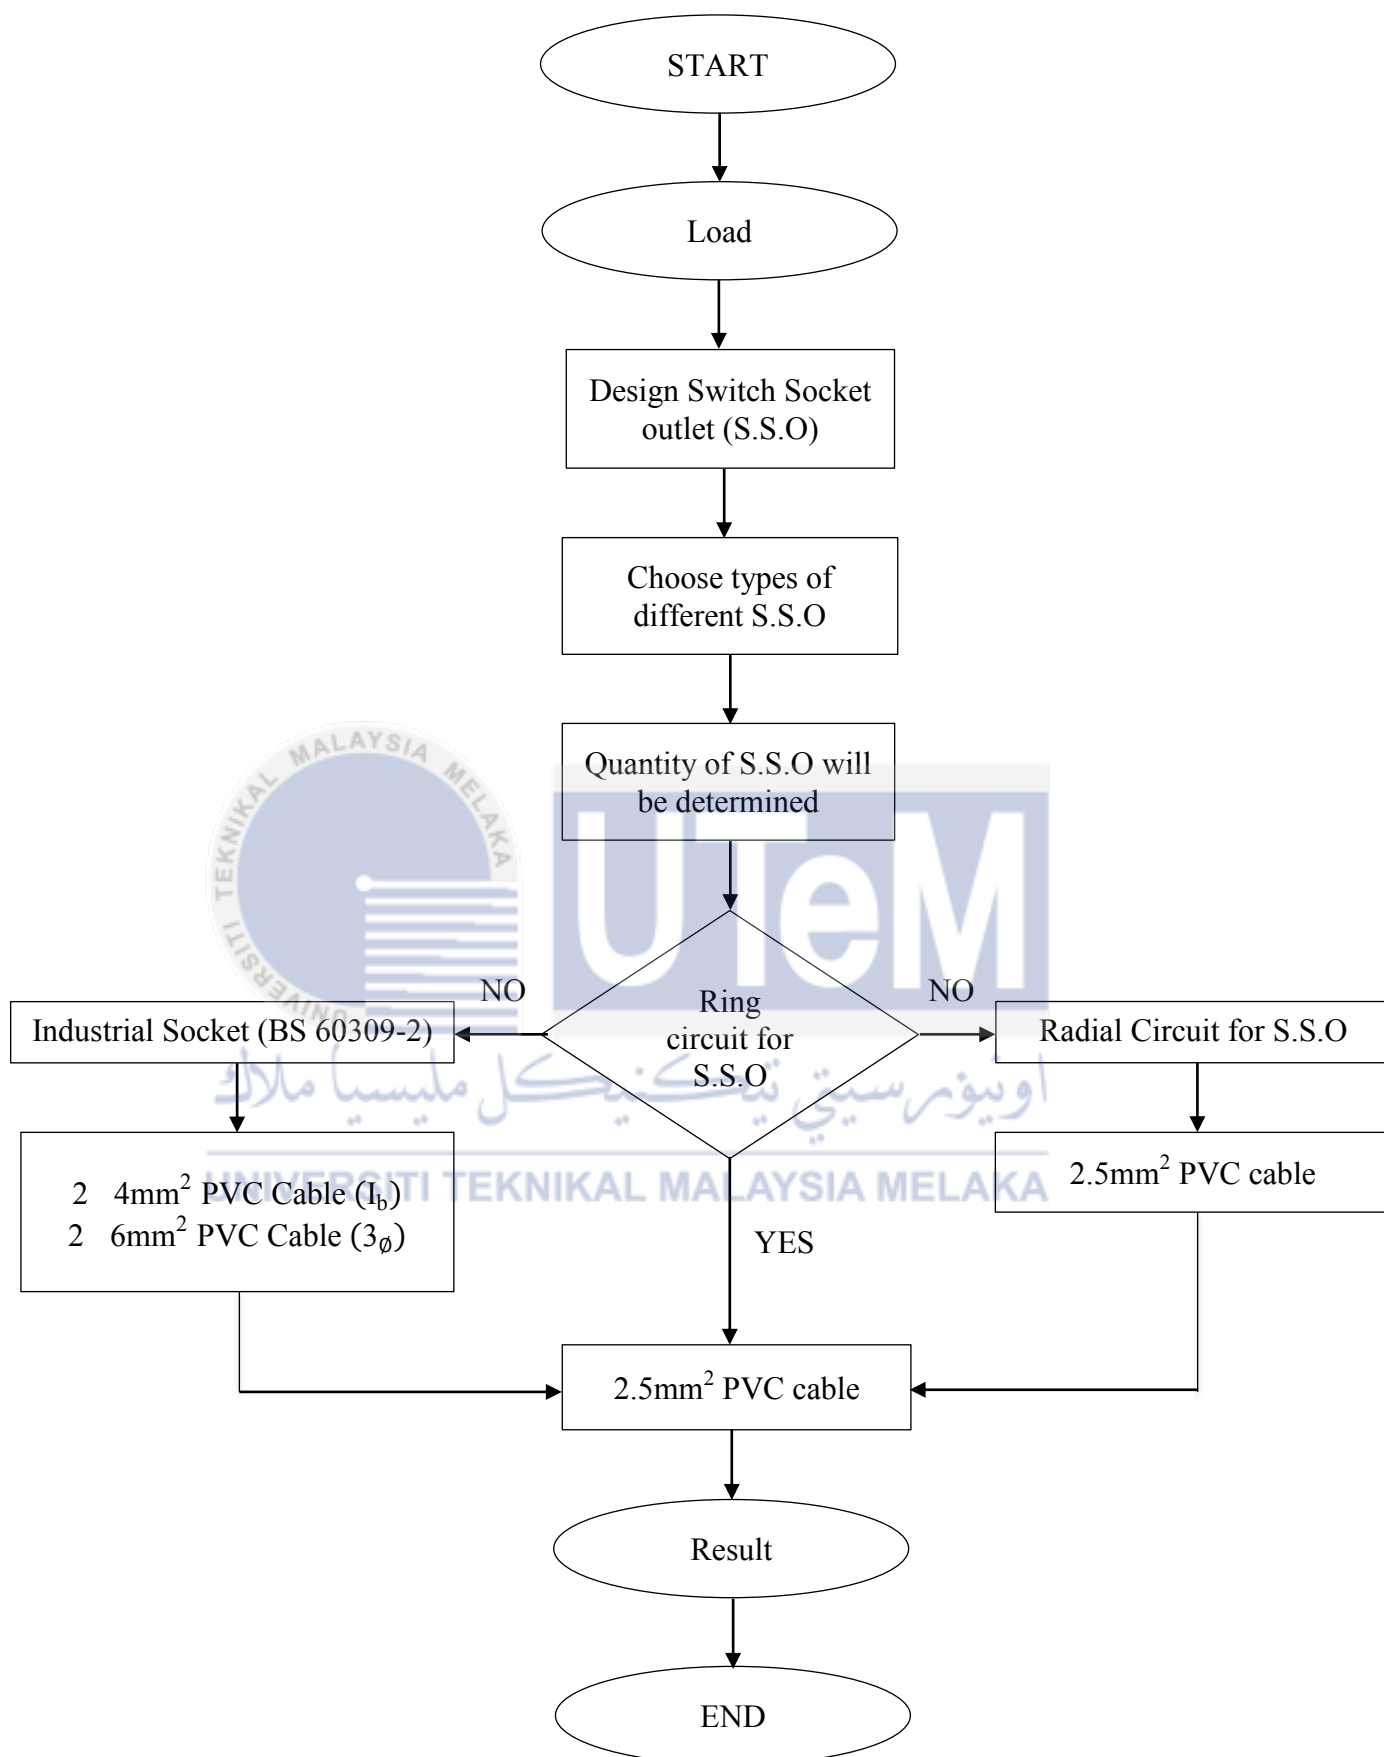 START
Load
Design Switch Socket
outlet (S.S.O)
Choose types of
different S.S.O
Quantity of S.S.O will
be determined
UNIVERSITI TEKNIKAL MALAYSIA MELAKA
UTeM
NO
NO
Ring
circuit for
S.S.O
Industrial Socket (BS 60309-2)
Radial Circuit for S.S.O
اونيۏرسيتي تيكنيكل مليسيا ملاك
UNIVERSITI TEKNIKAL MALAYSIA MELAKA
2 4mm² PVC Cable (I_b)
2 6mm² PVC Cable (3_ø)
2.5mm² PVC cable
YES
2.5mm² PVC cable
Result
END